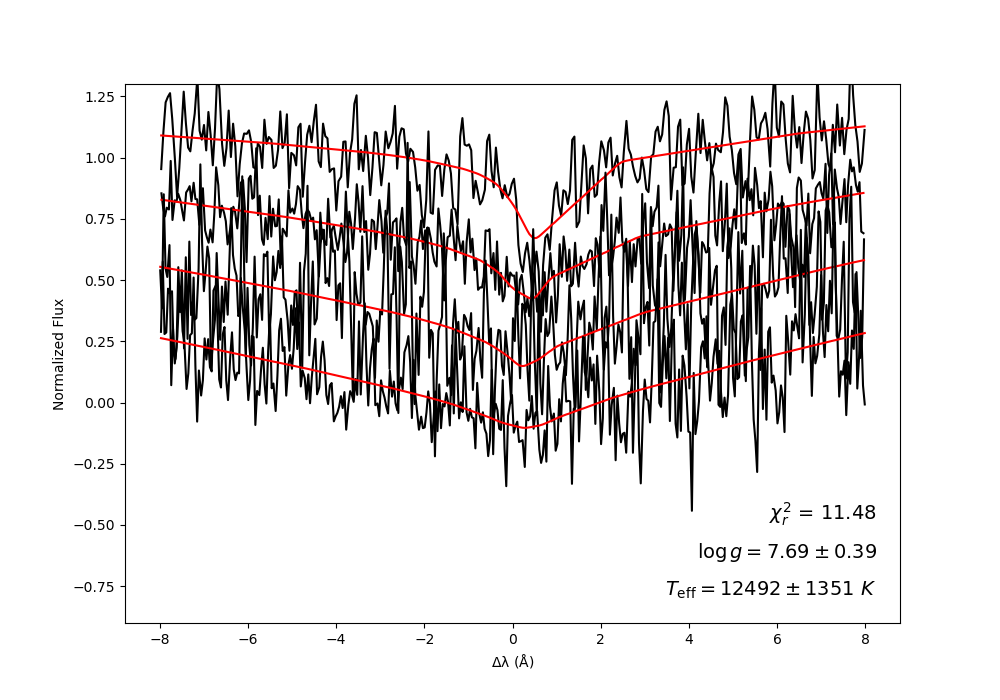 1.25
1.00
0.75
0.50
0.25
0.00
−0.25
−0.50
−0.75
Normalized Flux
χ²ᵣ = 11.48
log g = 7.69 ± 0.39
T_eff = 12492 ± 1351 K
−8 −6 −4 −2 0 2 4 6 8
Δλ (Å)